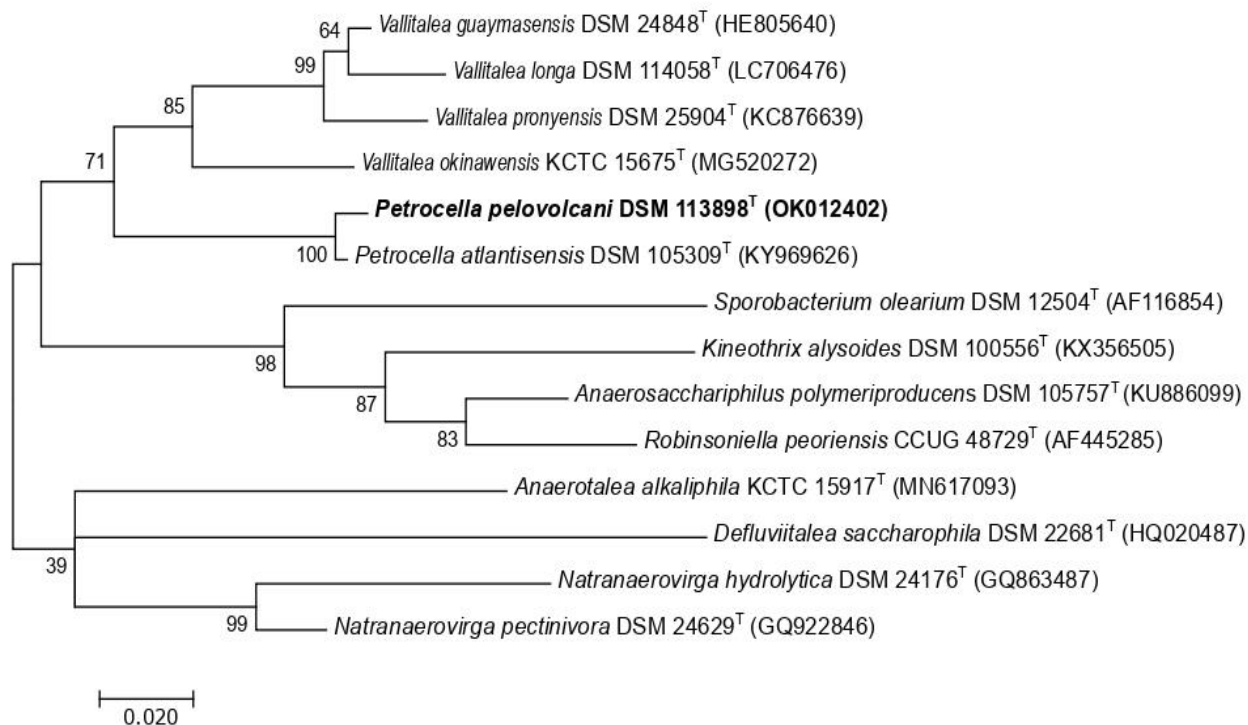 64 Vallitalea guaymasensis DSM 24848ᵀ (HE805640)
99 Vallitalea longa DSM 114058ᵀ (LC706476)
85 Vallitalea pronyensis DSM 25904ᵀ (KC876639)
71 Vallitalea okinawensis KCTC 15675ᵀ (MG520272)
Petrocella pelovolcani DSM 113898ᵀ (OK012402)
100 Petrocella atlantisensis DSM 105309ᵀ (KY969626)
Sporobacterium olearium DSM 12504ᵀ (AF116854)
98 Kineothrix alysoides DSM 100556ᵀ (KX356505)
87 Anaerosacchariphilus polymeriproducens DSM 105757ᵀ (KU886099)
83 Robinsoniella peoriensis CCUG 48729ᵀ (AF445285)
Anaerotalea alkaliphila KCTC 15917ᵀ (MN617093)
Defluviitalea saccharophila DSM 22681ᵀ (HQ020487)
39 Natranaerovirga hydrolytica DSM 24176ᵀ (GQ863487)
99 Natranaerovirga pectinivora DSM 24629ᵀ (GQ922846)
0.020